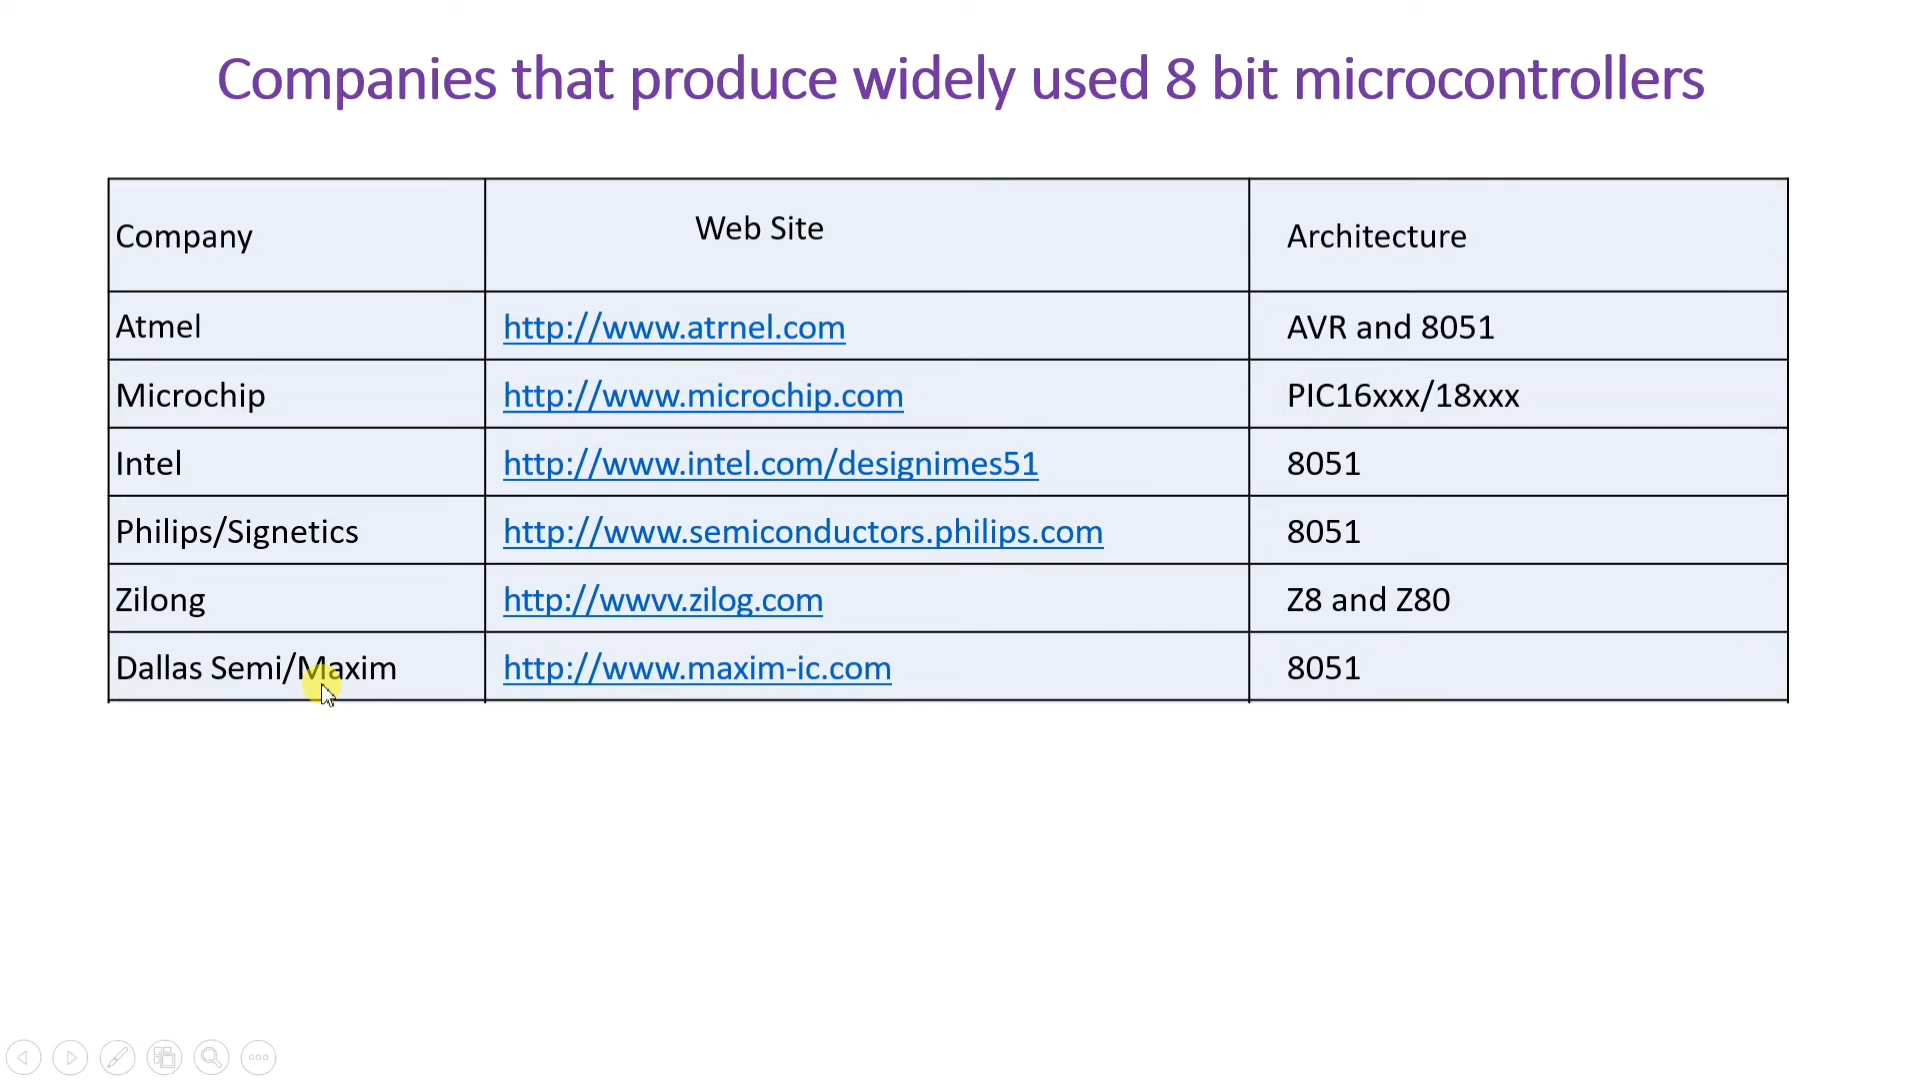 Companies that produce widely used 8 bit microcontrollers
Company Web Site Architecture
Atmel http://www.atrnel.com AVR and 8051
Microchip http://www.microchip.com PIC16xxx/18xxx
Intel http://www.intel.com/designimes51 8051
Philips/Signetics http://www.semiconductors.philips.com 8051
Zilong http://wwvv.zilog.com Z8 and Z80
Dallas Semi/Maxim http://www.maxim-ic.com 8051